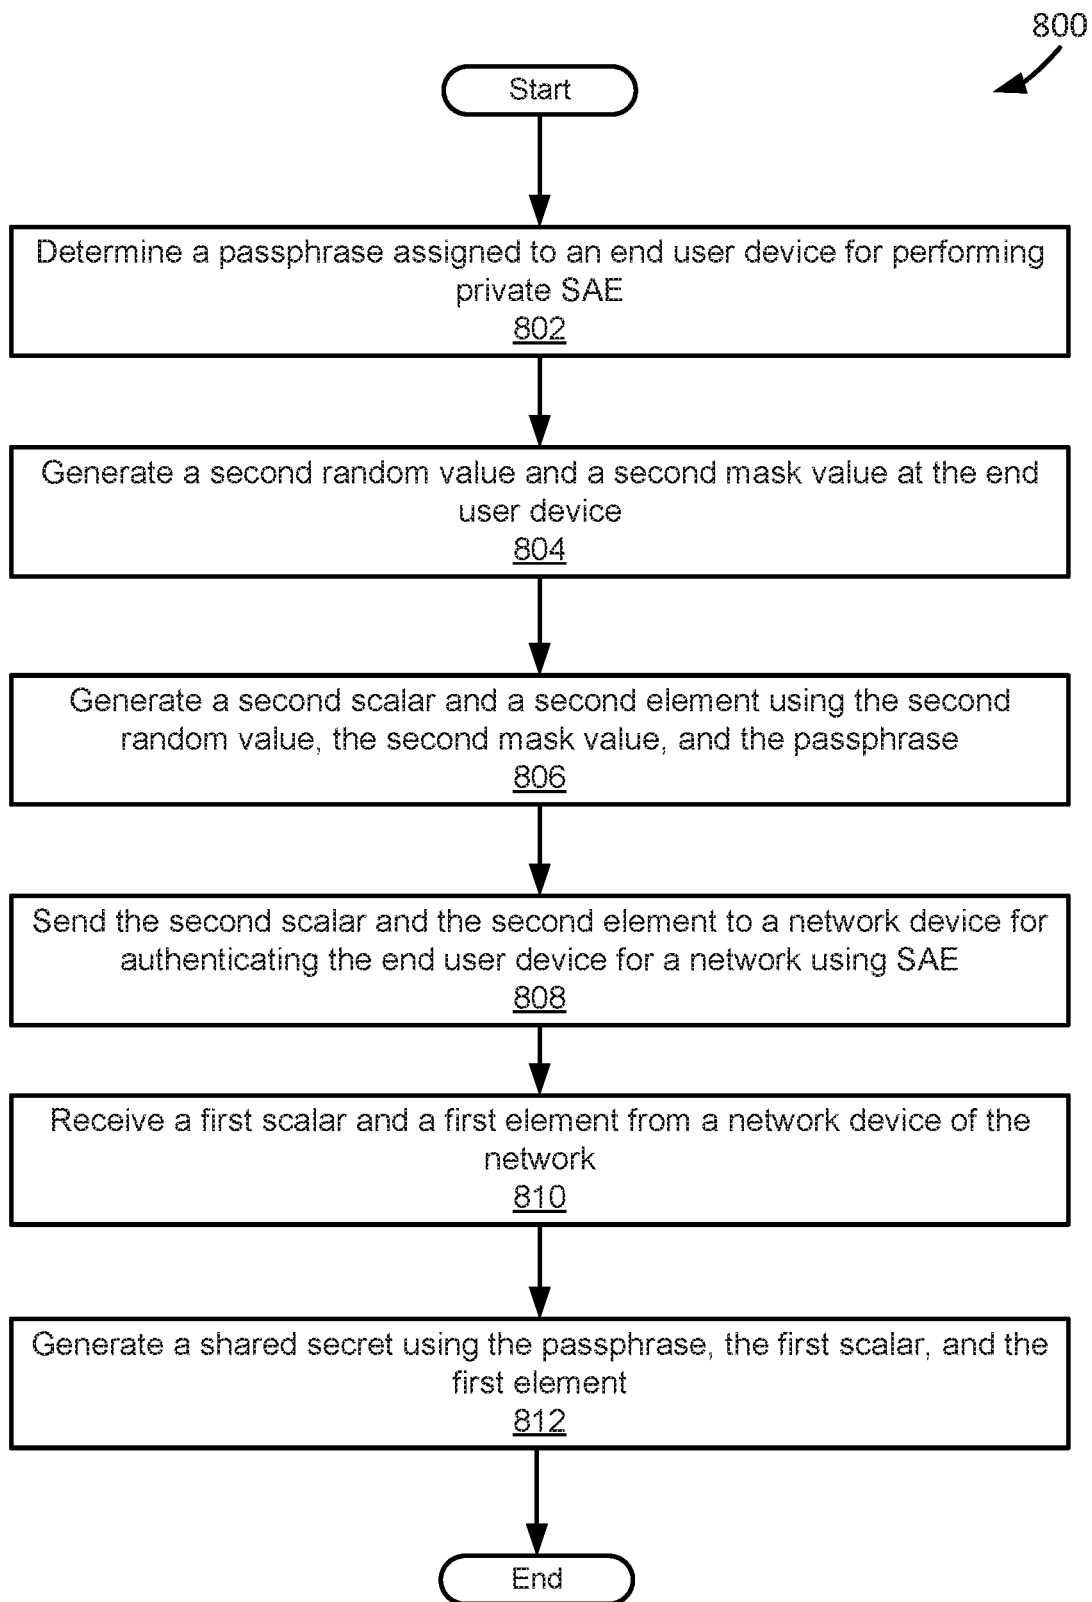 800
Start
Determine a passphrase assigned to an end user device for performing
private SAE
802
Generate a second random value and a second mask value at the end
user device
804
Generate a second scalar and a second element using the second
random value, the second mask value, and the passphrase
806
Send the second scalar and the second element to a network device for
authenticating the end user device for a network using SAE
808
Receive a first scalar and a first element from a network device of the
network
810
Generate a shared secret using the passphrase, the first scalar, and the
first element
812
End